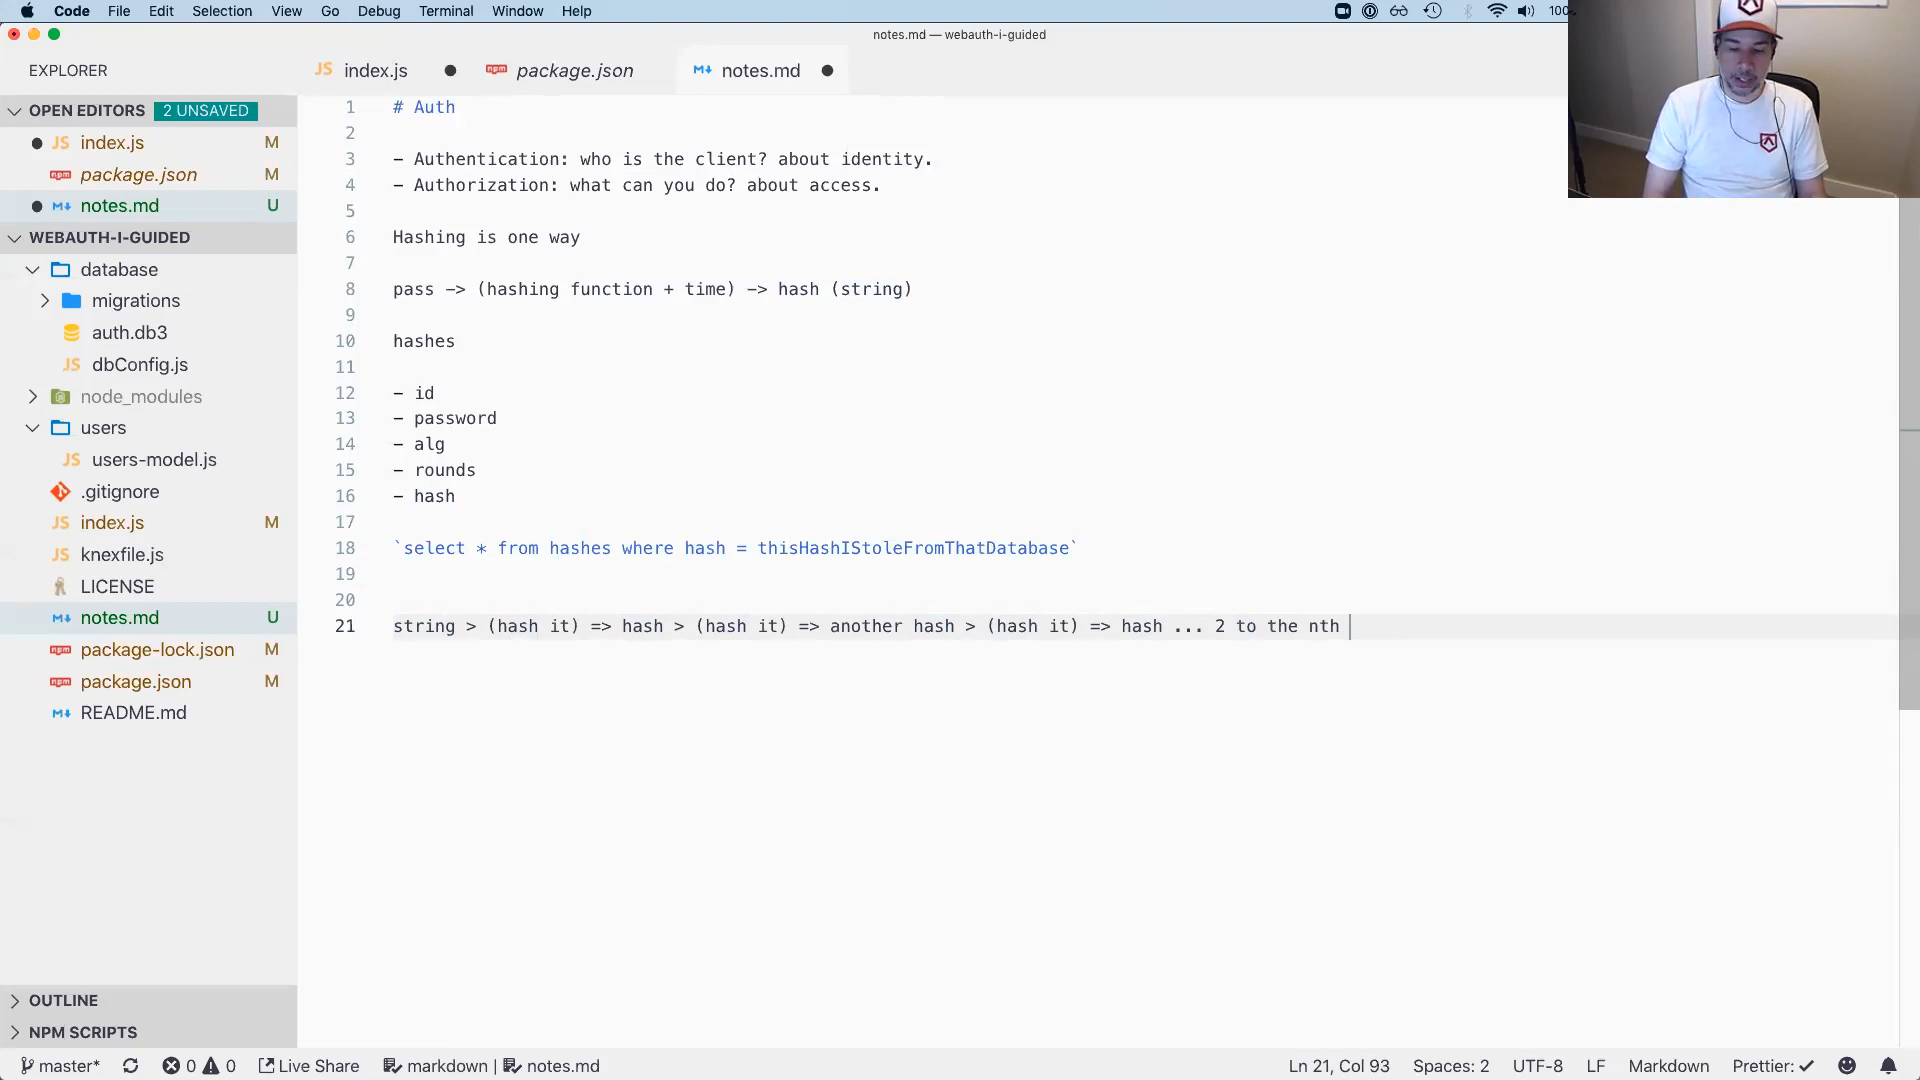 Code File Edit Selection View Go Debug Terminal Window Help
notes.md — webauth-i-guided
EXPLORER
index.js
package.json
notes.md
OPEN EDITORS 2 UNSAVED
index.js M
package.json M
notes.md U
WEBAUTH-I-GUIDED
database
migrations
auth.db3
dbConfig.js
node_modules
users
users-model.js
.gitignore
index.js M
knexfile.js
LICENSE
notes.md U
package-lock.json M
package.json M
README.md
OUTLINE
NPM SCRIPTS
1 # Auth
2
3 - Authentication: who is the client? about identity.
4 - Authorization: what can you do? about access.
5
6 Hashing is one way
7
8 pass -> (hashing function + time) -> hash (string)
9
10 hashes
11
12 - id
13 - password
14 - alg
15 - rounds
16 - hash
17
18 `select * from hashes where hash = thisHashIStoleFromThatDatabase`
19
20
21 string > (hash it) => hash > (hash it) => another hash > (hash it) => hash ... 2 to the nth
master* 0 0 Live Share markdown | notes.md Ln 21, Col 93 Spaces: 2 UTF-8 LF Markdown Prettier: ✓